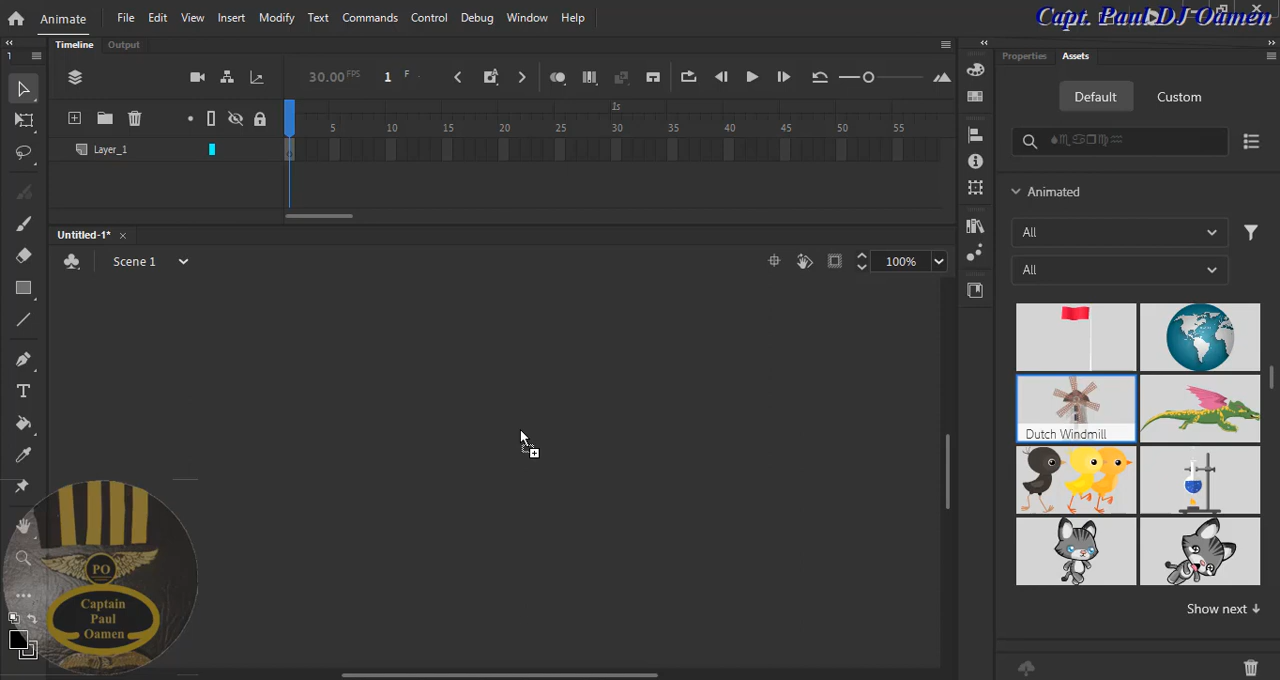 Animate File Edit View Insert Modify Text Commands Control Debug Window Help
Capt. Paul DJ Oamen
Timeline Output
Properties Assets
1
30.00 FPS 1 F
Default Custom
1s
5 10 15 20 25 30 35 40 45 50 55
Layer_1
Animated
Untitled-1*
All
Scene 1
100%
All
Dutch Windmill
PO
Captain
Paul
Oamen
Show next